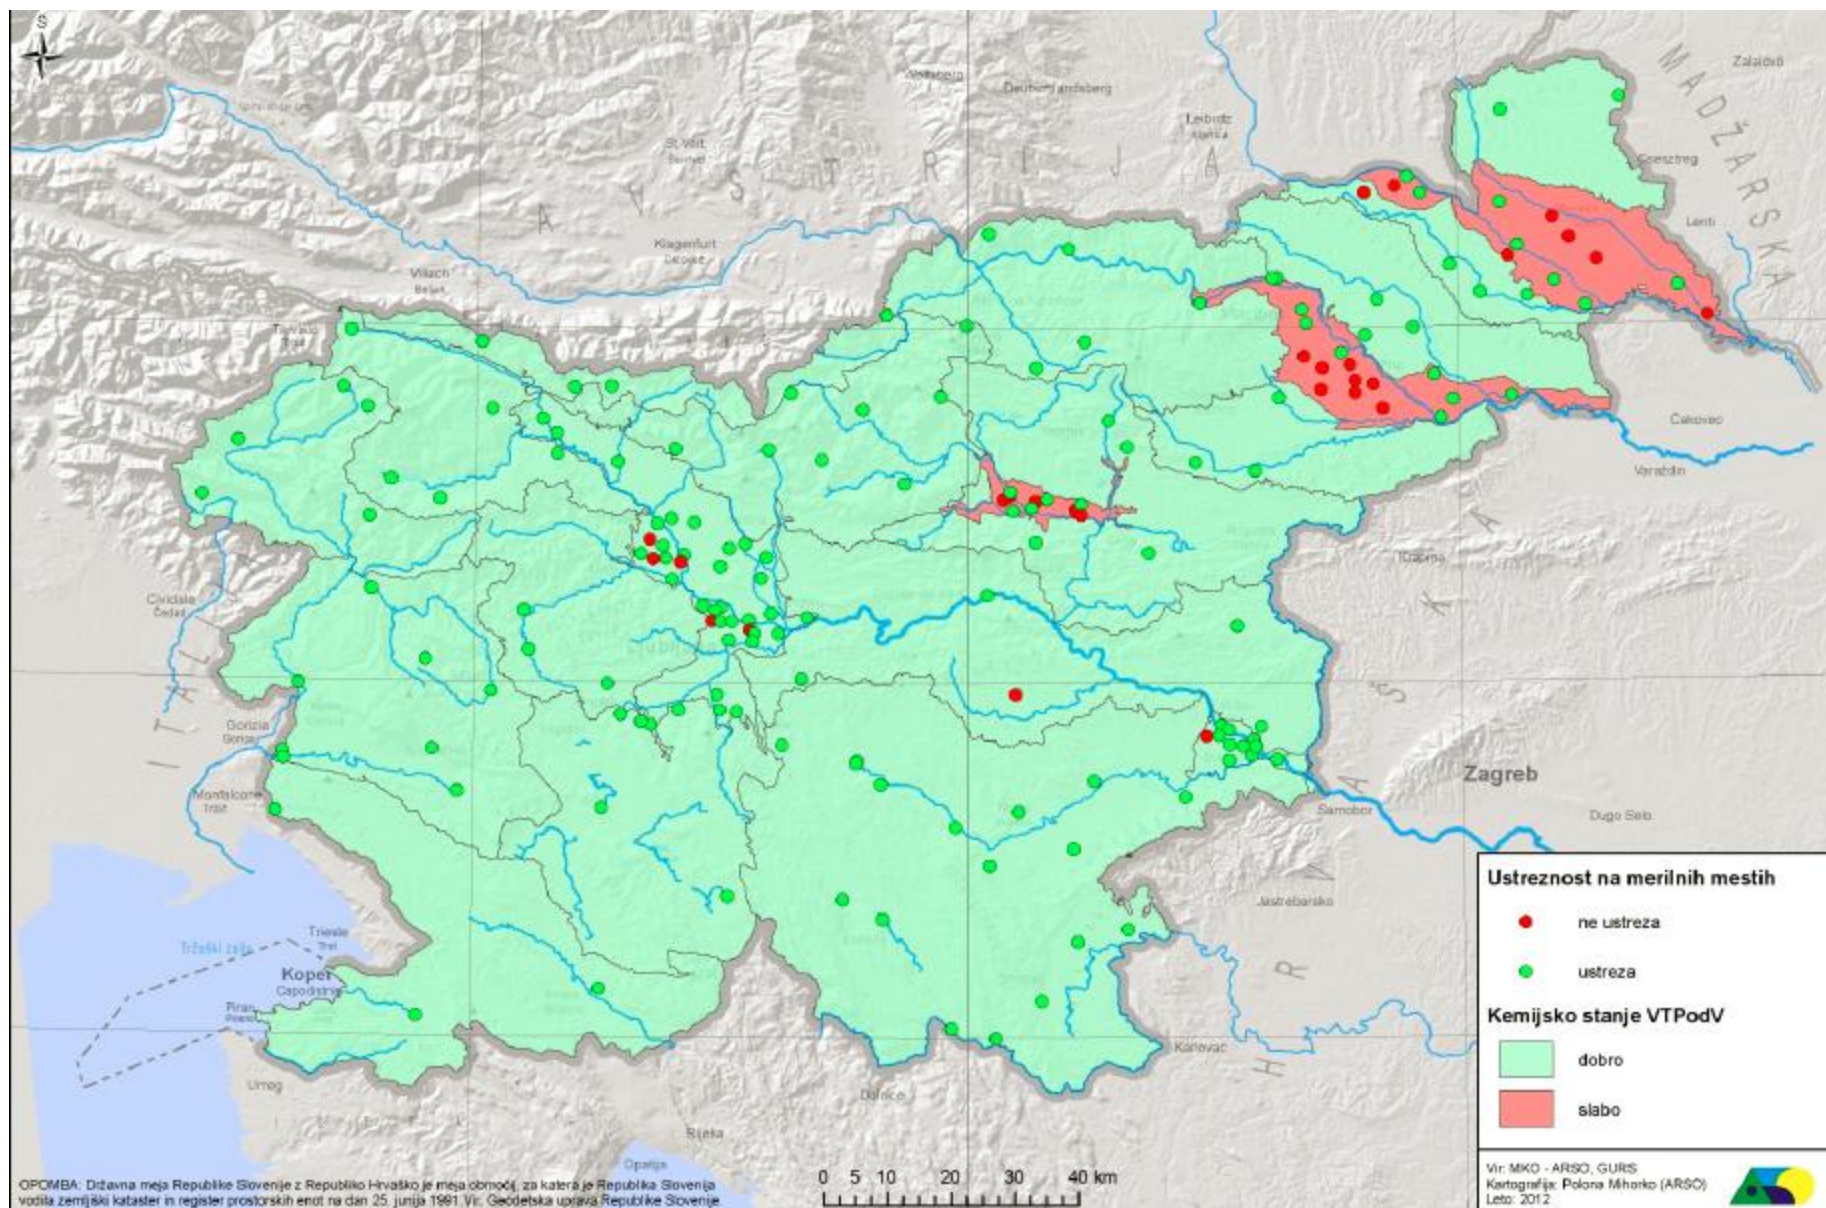 S
Wolfsberg
Deutschlandsberg
Zalalövő
M A D Ž A R S K A
Leibnitz
Lipnica
St.Veit
A V S T R I J A
Csesztreg
Lenti
Klagenfurt
Celovec
Villach
Beljak
Tarvisio
Trbiž
Čakovec
Varaždin
Krapina
Cividale
Čedad
Ljubljana
I T A L I J A
H R V A Š K A
Gorizia
Gorica
Zagreb
Monfalcone
Tržič
Samobor
Dugo Selo
Jastrebarsko
Trieste
Trst
Tržaški zaliv
Koper
Capodistria
Piran
Pirano
Karlovac
Umag
Delnice
Rijeka
Opatija
Ustreznost na merilnih mestih
ne ustreza
ustreza
Kemijsko stanje VTPodV
dobro
slabo
0 5 10 20 30 40 km
OPOMBA: Državna meja Republike Slovenije z Republiko Hrvaško je meja območij, za katera je Republika Slovenija
vodila zemljiški kataster in register prostorskih enot na dan 25. junija 1991.Vir: Geodetska uprava Republike Slovenije.
Vir: MKO - ARSO, GURS
Kartografija: Polona Mihorko (ARSO)
Leto: 2012